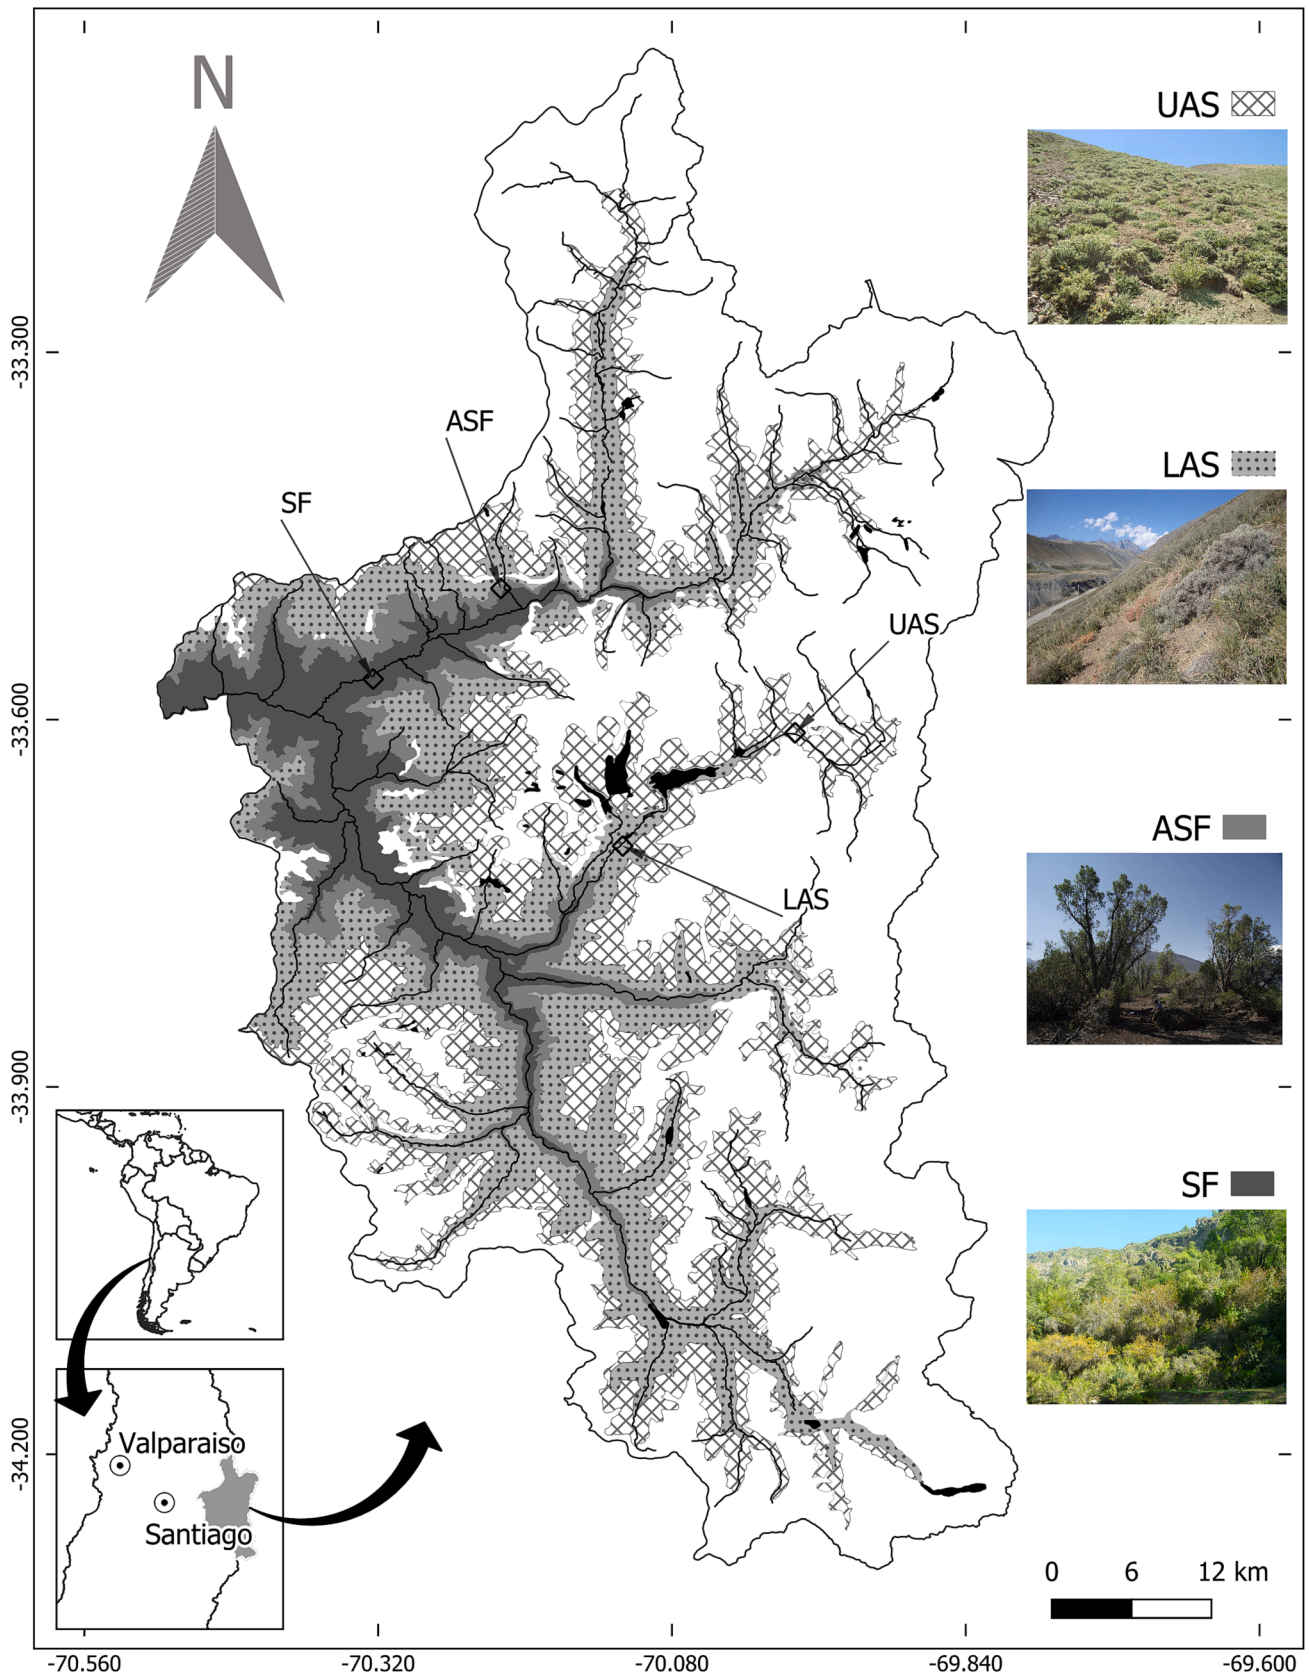 N
UAS
-33.300
ASF
LAS
SF
UAS
-33.600
ASF
LAS
-33.900
SF
-34.200
Valparaiso
Santiago
0 6 12 km
-70.560 -70.320 -70.080 -69.840 -69.600